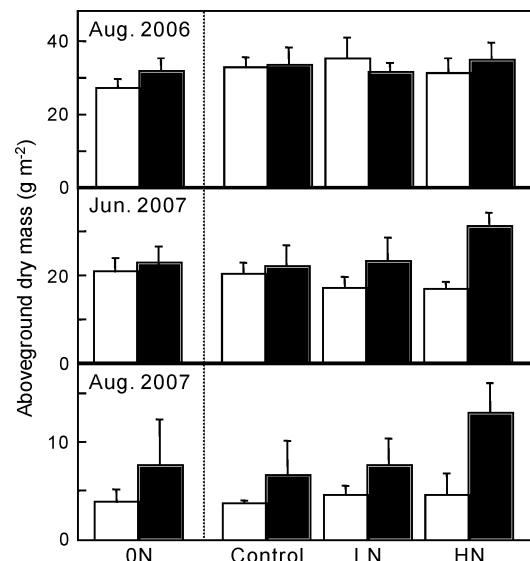 Aug. 2006
40
20
0
Jun. 2007
20
0
Aug. 2007
10
0
Aboveground dry mass (g m-2)
0N Control LN HN